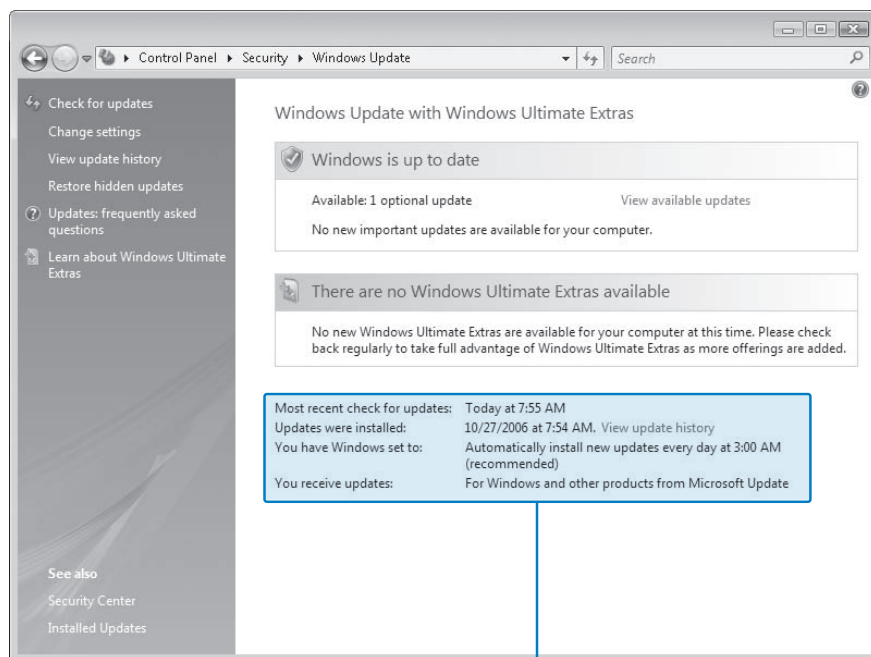 Control Panel Security Windows Update Search
Check for updates
Change settings
View update history
Restore hidden updates
Updates: frequently asked
questions
Learn about Windows Ultimate
Extras
See also
Security Center
Installed Updates
Windows Update with Windows Ultimate Extras
Windows is up to date
Available: 1 optional update View available updates
No new important updates are available for your computer.
There are no Windows Ultimate Extras available
No new Windows Ultimate Extras are available for your computer at this time. Please check
back regularly to take full advantage of Windows Ultimate Extras as more offerings are added.
Most recent check for updates: Today at 7:55 AM
Updates were installed: 10/27/2006 at 7:54 AM. View update history
You have Windows set to: Automatically install new updates every day at 3:00 AM
(recommended)
You receive updates: For Windows and other products from Microsoft Update